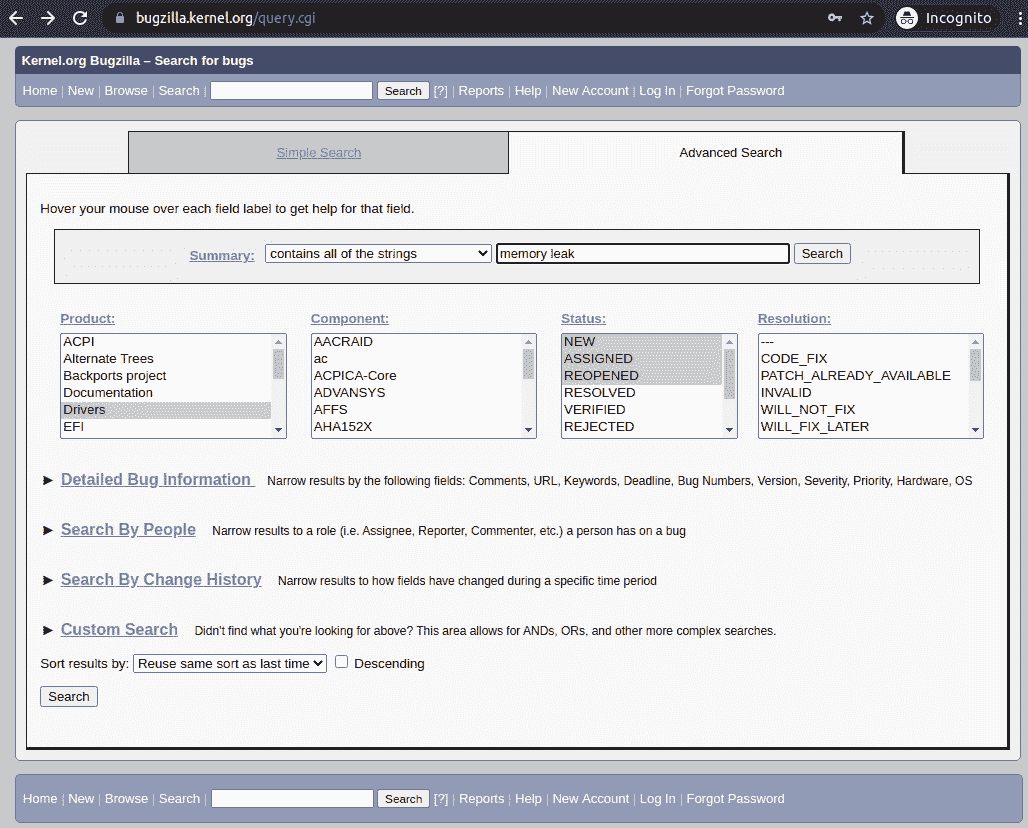 bugzilla.kernel.org/query.cgi Incognito
Kernel.org Bugzilla – Search for bugs
Home | New | Browse | Search | Search [?] | Reports | Help | New Account | Log In | Forgot Password
Simple Search Advanced Search
Hover your mouse over each field label to get help for that field.
Summary: contains all of the strings memory leak Search
Product: Component: Status: Resolution:
ACPI AACRAID NEW ---
Alternate Trees ac ASSIGNED CODE_FIX
Backports project ACPICA-Core REOPENED PATCH_ALREADY_AVAILABLE
Documentation ADVANSYS RESOLVED INVALID
Drivers AFFS VERIFIED WILL_NOT_FIX
EFI AHA152X REJECTED WILL_FIX_LATER
Detailed Bug Information Narrow results by the following fields: Comments, URL, Keywords, Deadline, Bug Numbers, Version, Severity, Priority, Hardware, OS
Search By People Narrow results to a role (i.e. Assignee, Reporter, Commenter, etc.) a person has on a bug
Search By Change History Narrow results to how fields have changed during a specific time period
Custom Search Didn't find what you're looking for above? This area allows for ANDs, ORs, and other more complex searches.
Sort results by: Reuse same sort as last time Descending
Search
Home | New | Browse | Search | Search [?] | Reports | Help | New Account | Log In | Forgot Password